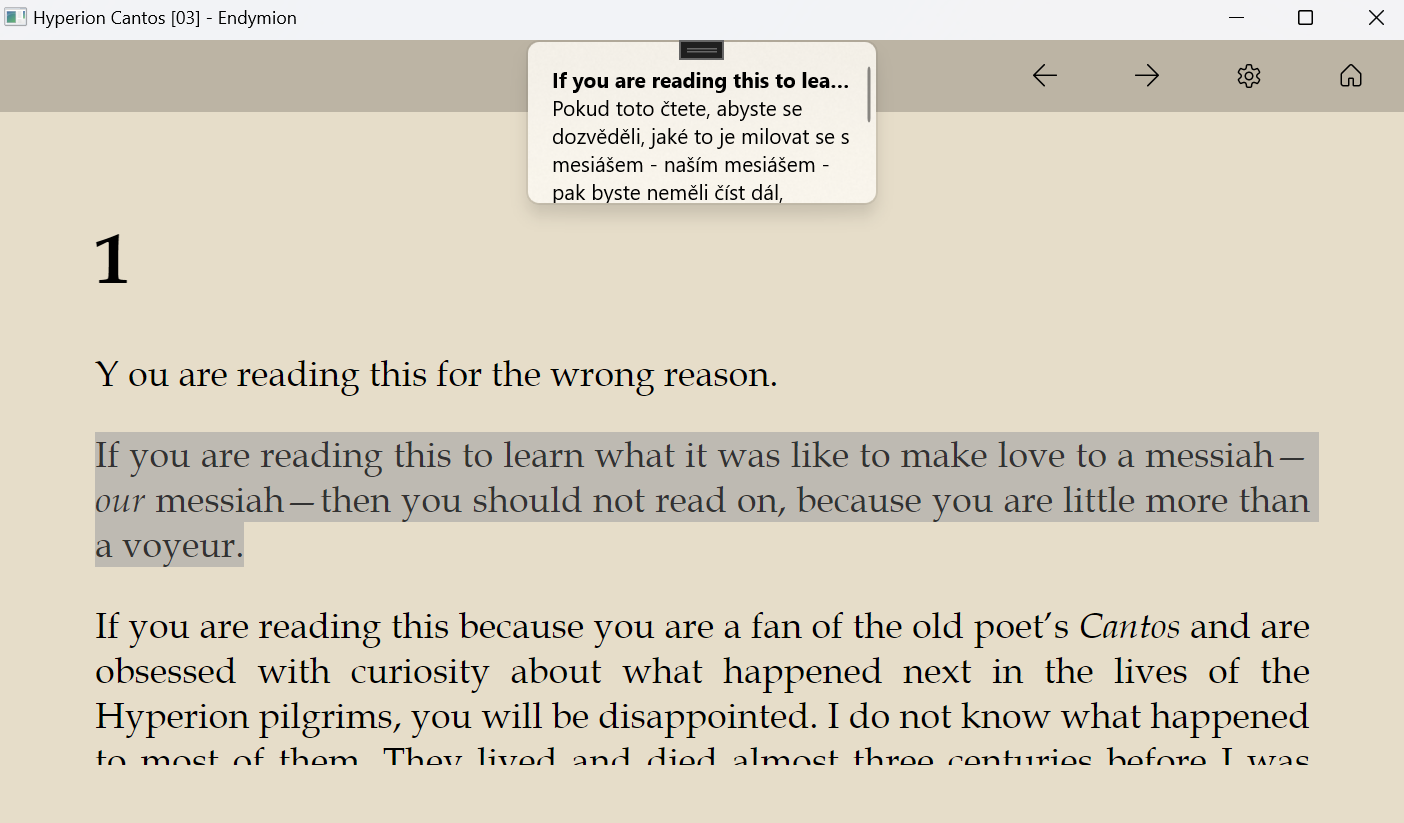 Hyperion Cantos [03] - Endymion
If you are reading this to lea...
Pokud toto čtete, abyste se
dozvěděli, jaké to je milovat se s
mesiášem - naším mesiášem -
pak byste neměli číst dál,
1
Y ou are reading this for the wrong reason.
If you are reading this to learn what it was like to make love to a messiah—
our messiah—then you should not read on, because you are little more than
a voyeur.
If you are reading this because you are a fan of the old poet’s Cantos and are
obsessed with curiosity about what happened next in the lives of the
Hyperion pilgrims, you will be disappointed. I do not know what happened
to most of them. They lived and died almost three centuries before I was